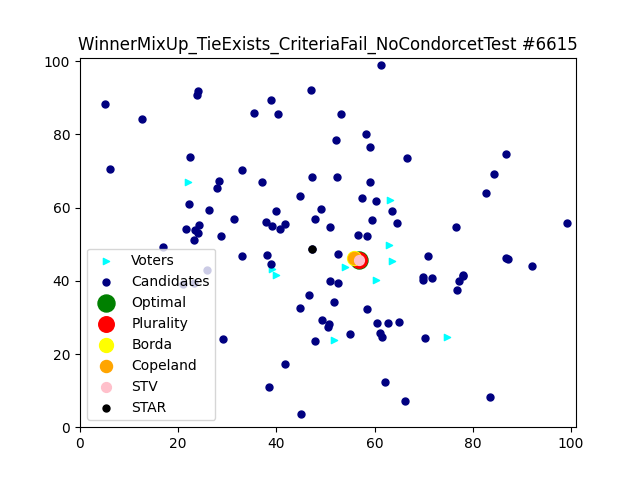 WinnerMixUp_TieExists_CriteriaFail_NoCondorcetTest #6615
100
80
60
40
20
0
0
20
40
60
80
100
Voters
Candidates
Optimal
Plurality
Borda
Copeland
STV
STAR